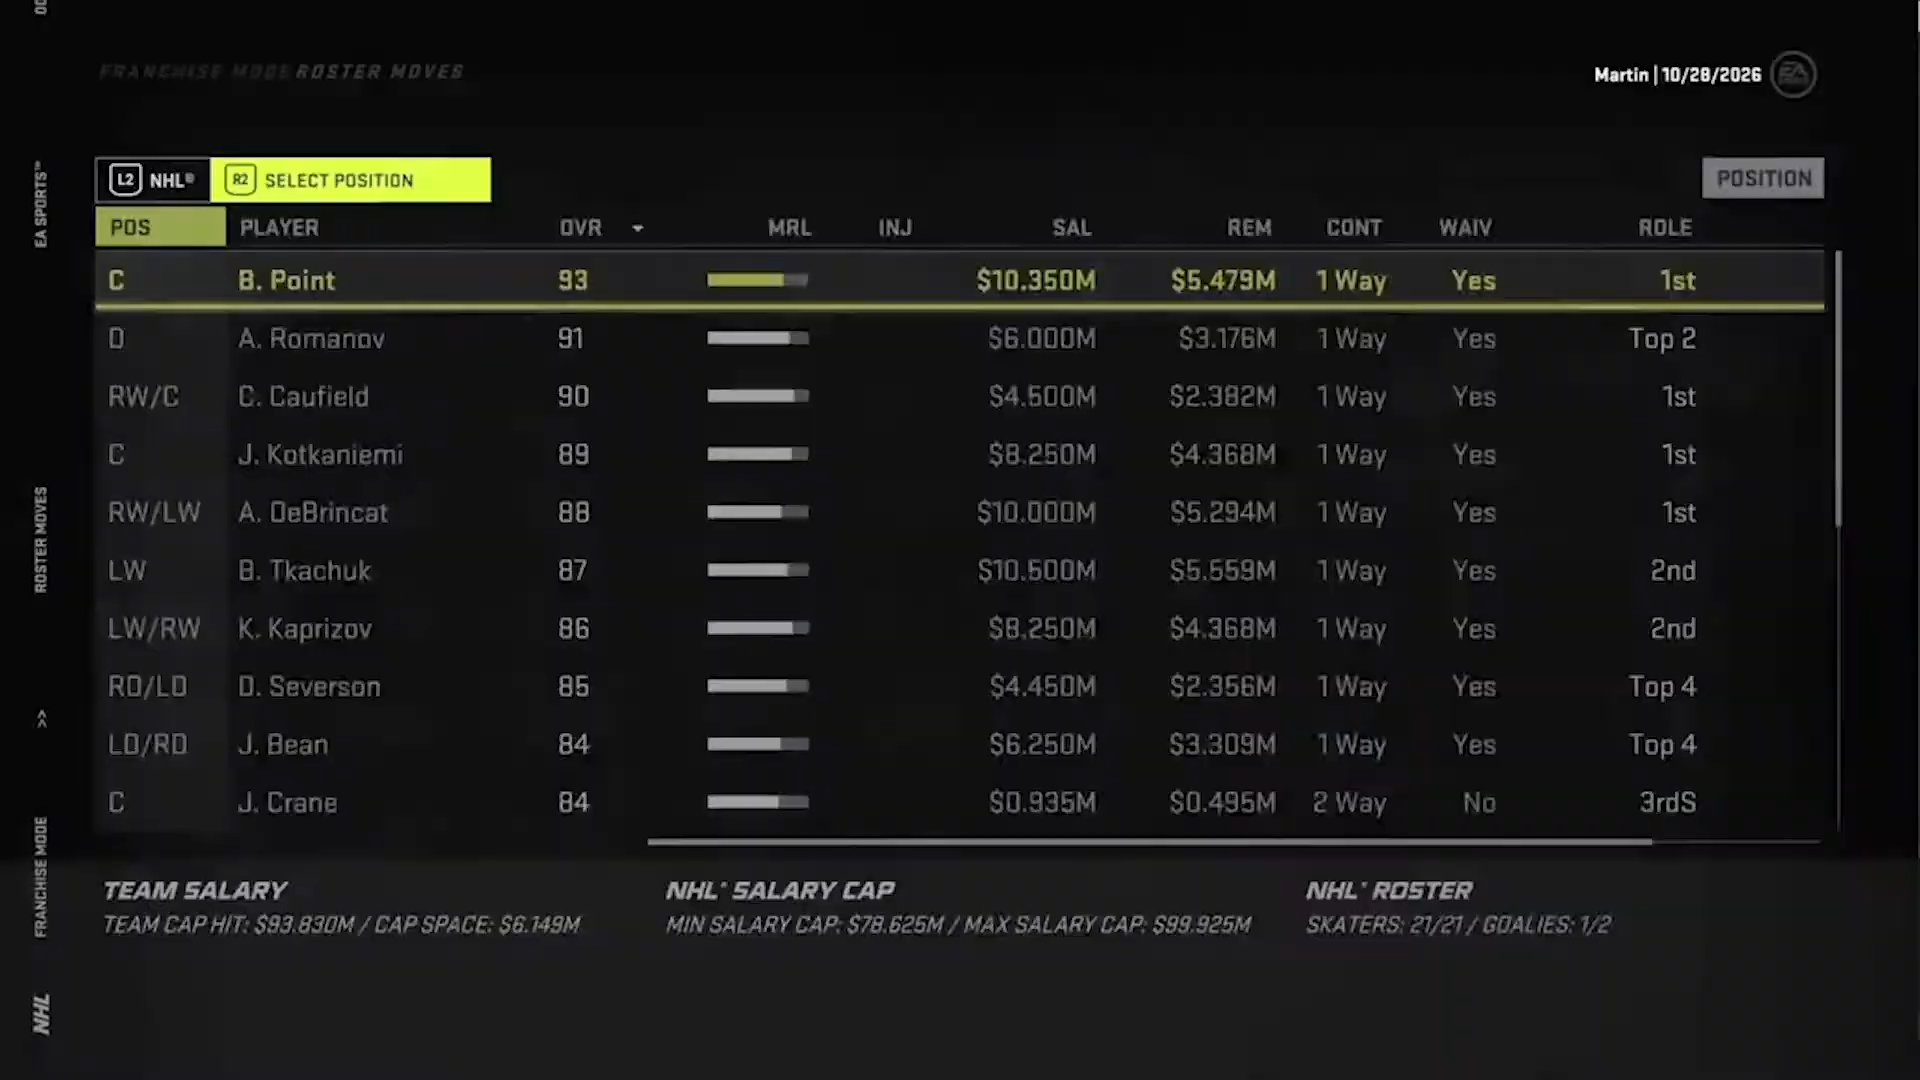 FRANCHISE MODE ROSTER MOVES
Martin | 10/28/2026
EA SPORTS™
ROSTER MOVES
>>
FRANCHISE MODE
NHL
L2 NHL® R2 SELECT POSITION
POSITION
POS PLAYER OVR MRL INJ SAL REM CONT WAIV ROLE
C B. Point 93 $10.350M $5.479M 1 Way Yes 1st
D A. Romanov 91 $6.000M $3.176M 1 Way Yes Top 2
RW/C C. Caufield 90 $4.500M $2.382M 1 Way Yes 1st
C J. Kotkaniemi 89 $8.250M $4.368M 1 Way Yes 1st
RW/LW A. DeBrincat 88 $10.000M $5.294M 1 Way Yes 1st
LW B. Tkachuk 87 $10.500M $5.559M 1 Way Yes 2nd
LW/RW K. Kaprizov 86 $8.250M $4.368M 1 Way Yes 2nd
RD/LD D. Severson 85 $4.450M $2.356M 1 Way Yes Top 4
LD/RD J. Bean 84 $6.250M $3.309M 1 Way Yes Top 4
C J. Crane 84 $0.935M $0.495M 2 Way No 3rdS
TEAM SALARY
TEAM CAP HIT: $93.830M / CAP SPACE: $6.149M
NHL® SALARY CAP
MIN SALARY CAP: $78.625M / MAX SALARY CAP: $99.925M
NHL® ROSTER
SKATERS: 21/21 / GOALIES: 1/2